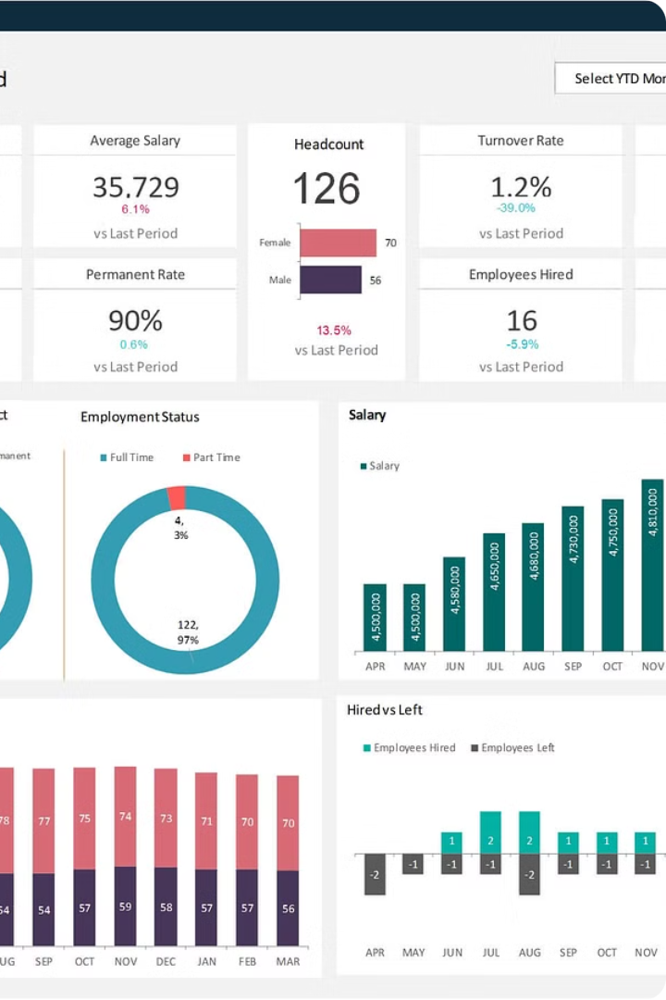 d
Select YTD Mon
Average Salary
35,729
6.1%
vs Last Period
Headcount
126
Female 70
Male 56
13.5%
vs Last Period
Turnover Rate
1.2%
-39.0%
vs Last Period
Permanent Rate
90%
0.6%
vs Last Period
Employees Hired
16
-5.9%
vs Last Period
ct
manent
Employment Status
Full Time Part Time
4,
3%
122,
97%
Salary
Salary
4,500,000 4,500,000 4,580,000 4,650,000 4,680,000 4,730,000 4,750,000 4,810,000
APR MAY JUN JUL AUG SEP OCT NOV
78 77 75 74 73 71 70 70
54 54 57 59 58 57 57 56
UG SEP OCT NOV DEC JAN FEB MAR
Hired vs Left
Employees Hired Employees Left
1 2 2 1 1 1
-2 -1 -1 -1 -2 -1 -1 -1
APR MAY JUN JUL AUG SEP OCT NOV